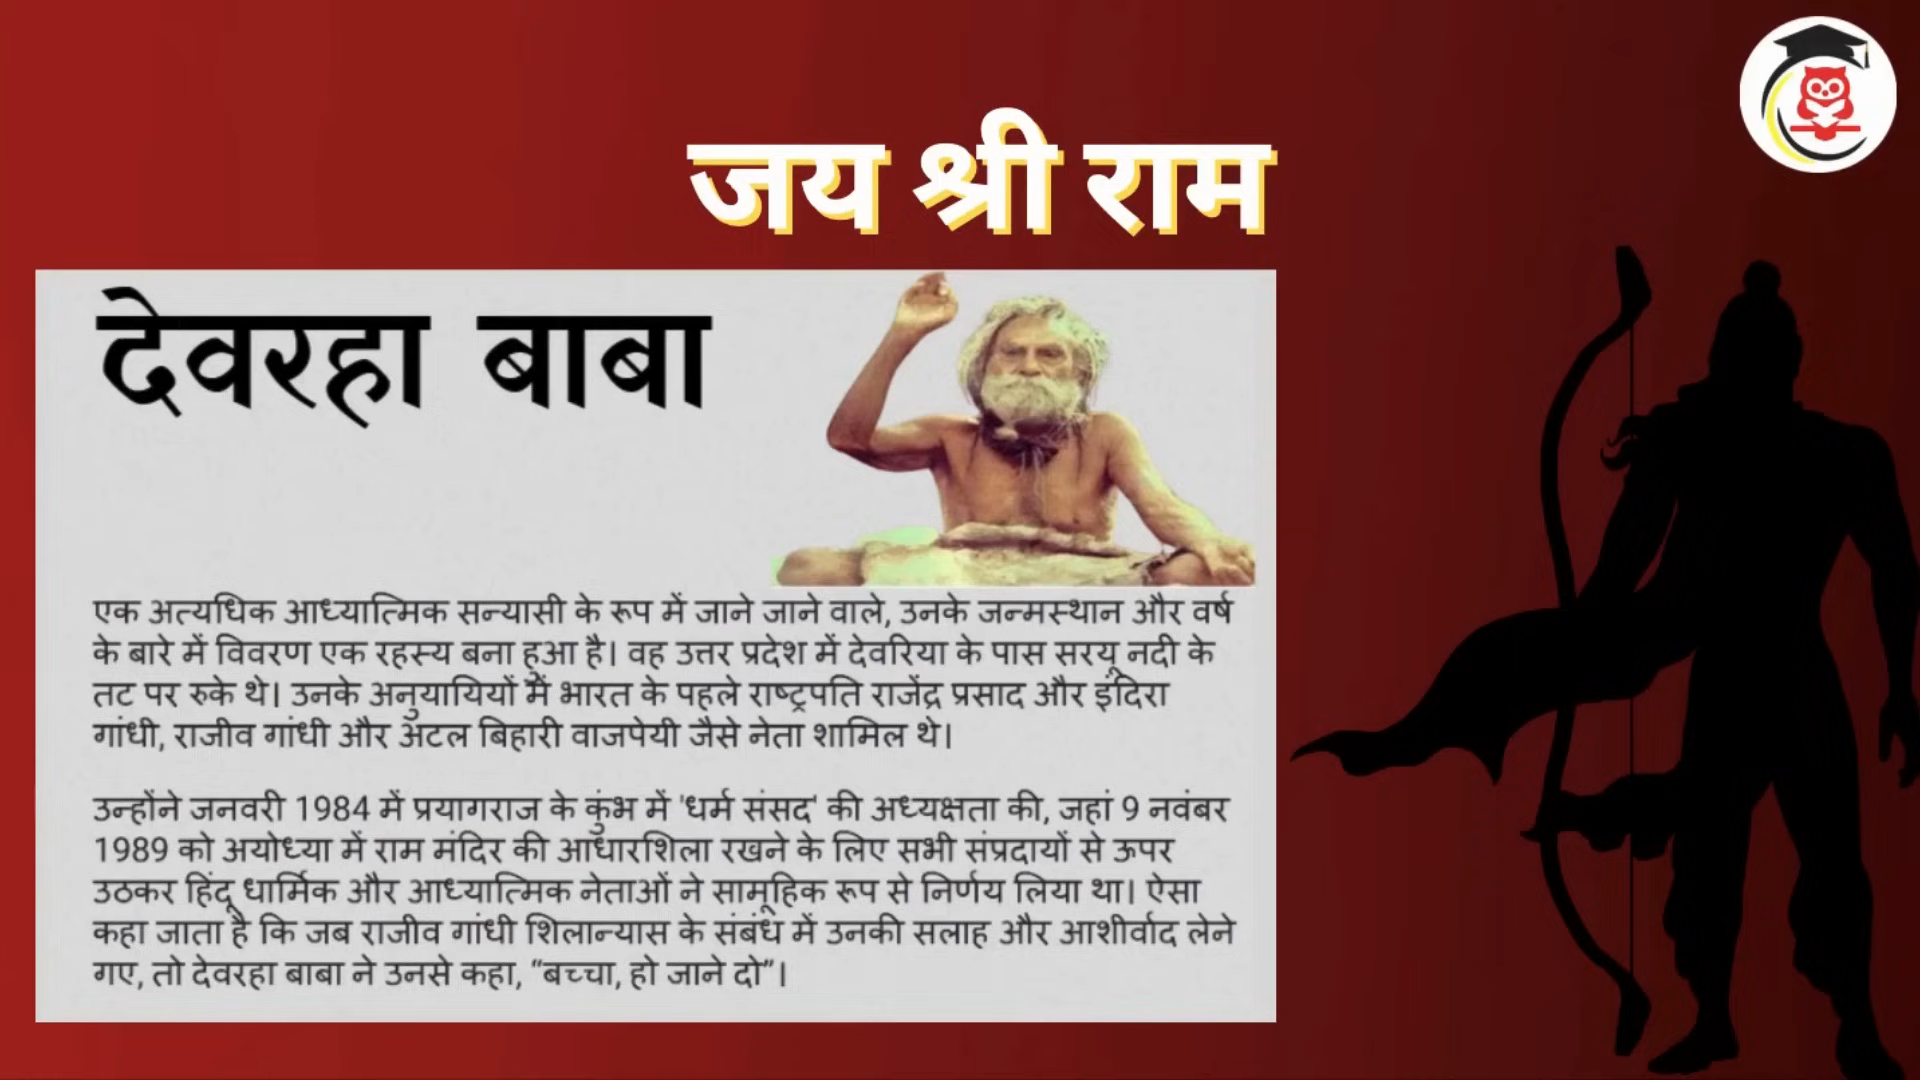 जय श्री राम
देवरहा बाबा
एक अत्यधिक आध्यात्मिक सन्यासी के रूप में जाने जाने वाले, उनके जन्मस्थान और वर्ष
के बारे में विवरण एक रहस्य बना हुआ है। वह उत्तर प्रदेश में देवरिया के पास सरयू नदी के
तट पर रुके थे। उनके अनुयायियों में भारत के पहले राष्ट्रपति राजेंद्र प्रसाद और इंदिरा
गांधी, राजीव गांधी और अटल बिहारी वाजपेयी जैसे नेता शामिल थे।
उन्होंने जनवरी 1984 में प्रयागराज के कुंभ में 'धर्म संसद' की अध्यक्षता की, जहां 9 नवंबर
1989 को अयोध्या में राम मंदिर की आधारशिला रखने के लिए सभी संप्रदायों से ऊपर
उठकर हिंदू धार्मिक और आध्यात्मिक नेताओं ने सामूहिक रूप से निर्णय लिया था। ऐसा
कहा जाता है कि जब राजीव गांधी शिलान्यास के संबंध में उनकी सलाह और आशीर्वाद लेने
गए, तो देवरहा बाबा ने उनसे कहा, “बच्चा, हो जाने दो”।